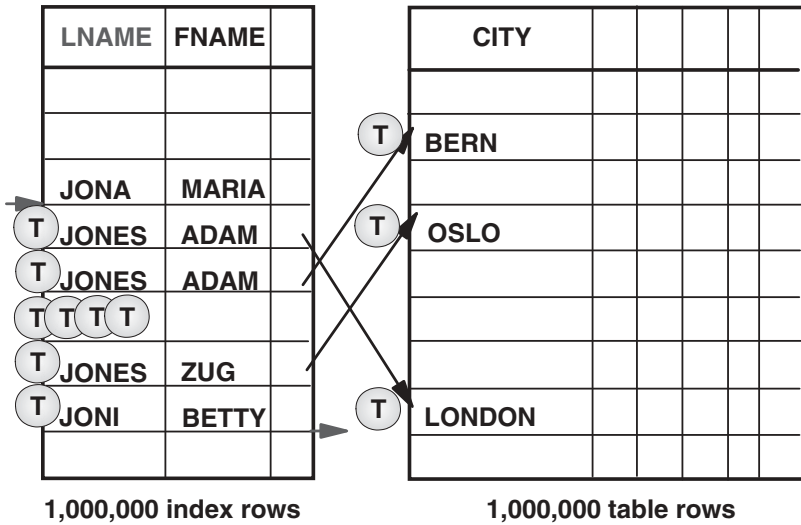 LNAME FNAME
CITY
T BERN
JONA MARIA
T JONES ADAM
T OSLO
T JONES ADAM
T T T T
T JONES ZUG
T JONI BETTY
T LONDON
1,000,000 index rows
1,000,000 table rows